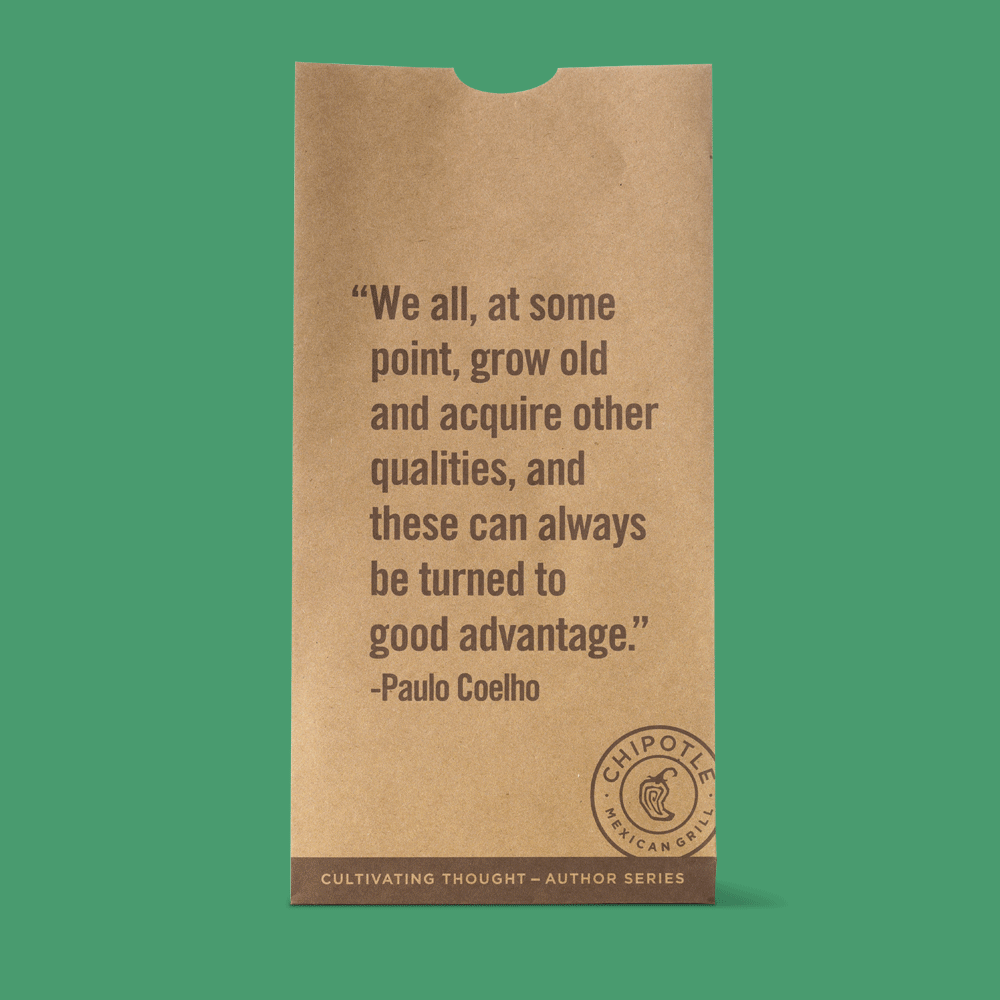 “We all, at some
point, grow old
and acquire other
qualities, and
these can always
be turned to
good advantage.”
-Paulo Coelho
CHIPOTLE
MEXICAN GRILL
CULTIVATING THOUGHT – AUTHOR SERIES